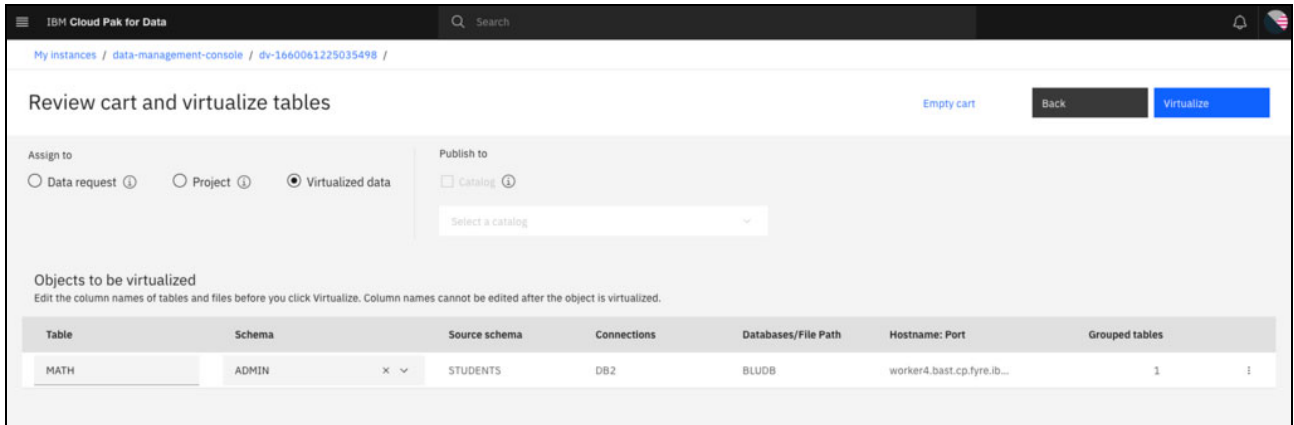 IBM Cloud Pak for Data
Search
My instances / data-management-console / dv-1660061225035498 /
Review cart and virtualize tables
Empty cart
Back
Virtualize
Assign to
Publish to
Data request
Project
Virtualized data
Catalog
Select a catalog
Objects to be virtualized
Edit the column names of tables and files before you click Virtualize. Column names cannot be edited after the object is virtualized.
Table Schema Source schema Connections Databases/File Path Hostname: Port Grouped tables
MATH ADMIN STUDENTS DB2 BLUDB worker4.bast.cp.fyre.ib... 1